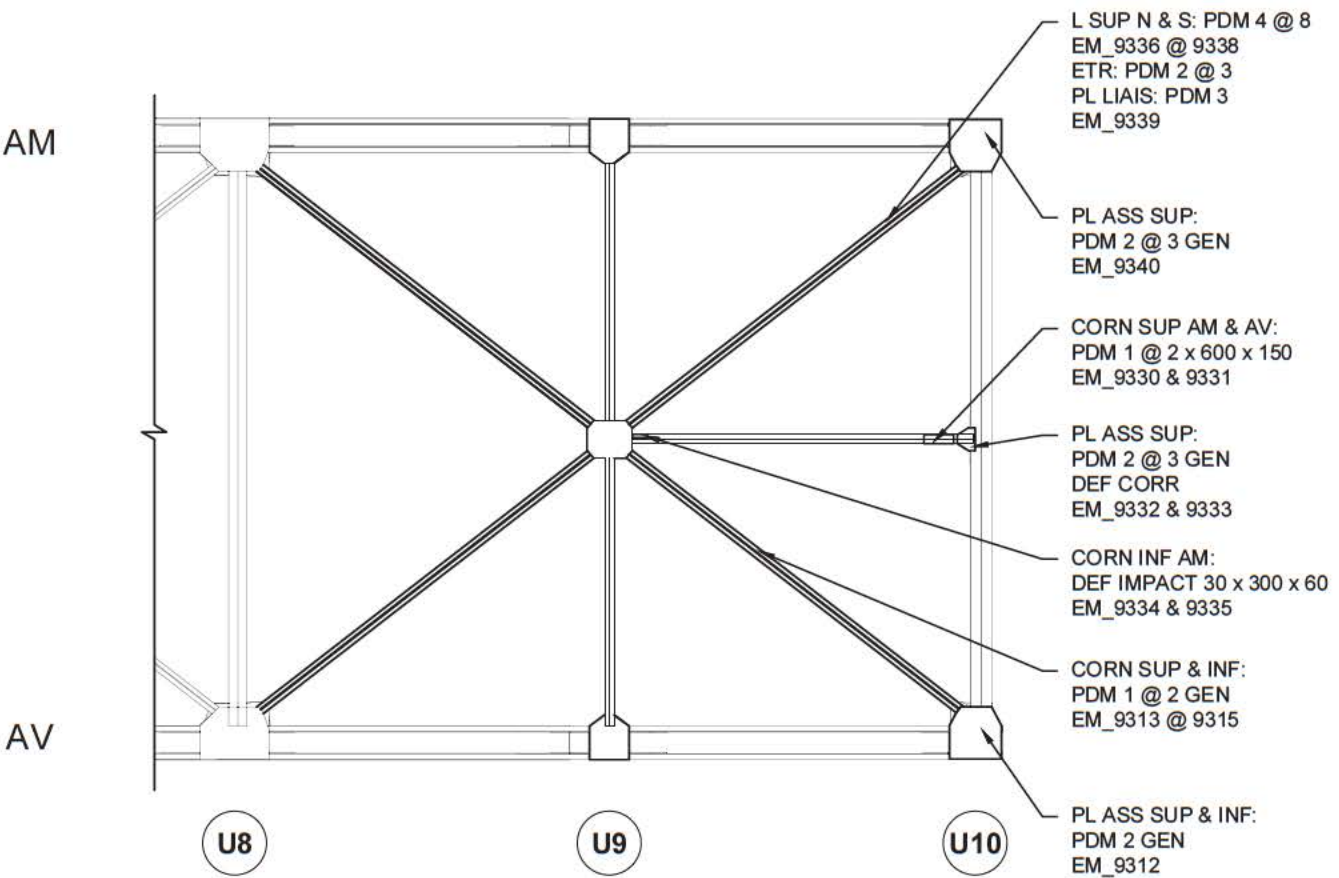 AM
L SUP N & S: PDM 4 @ 8
EM_9336 @ 9338
ETR: PDM 2 @ 3
PL LIAIS: PDM 3
EM_9339
PL ASS SUP:
PDM 2 @ 3 GEN
EM_9340
CORN SUP AM & AV:
PDM 1 @ 2 x 600 x 150
EM_9330 & 9331
PL ASS SUP:
PDM 2 @ 3 GEN
DEF CORR
EM_9332 & 9333
CORN INF AM:
DEF IMPACT 30 x 300 x 60
EM_9334 & 9335
CORN SUP & INF:
PDM 1 @ 2 GEN
EM_9313 @ 9315
AV
PL ASS SUP & INF:
PDM 2 GEN
EM_9312
U8
U9
U10